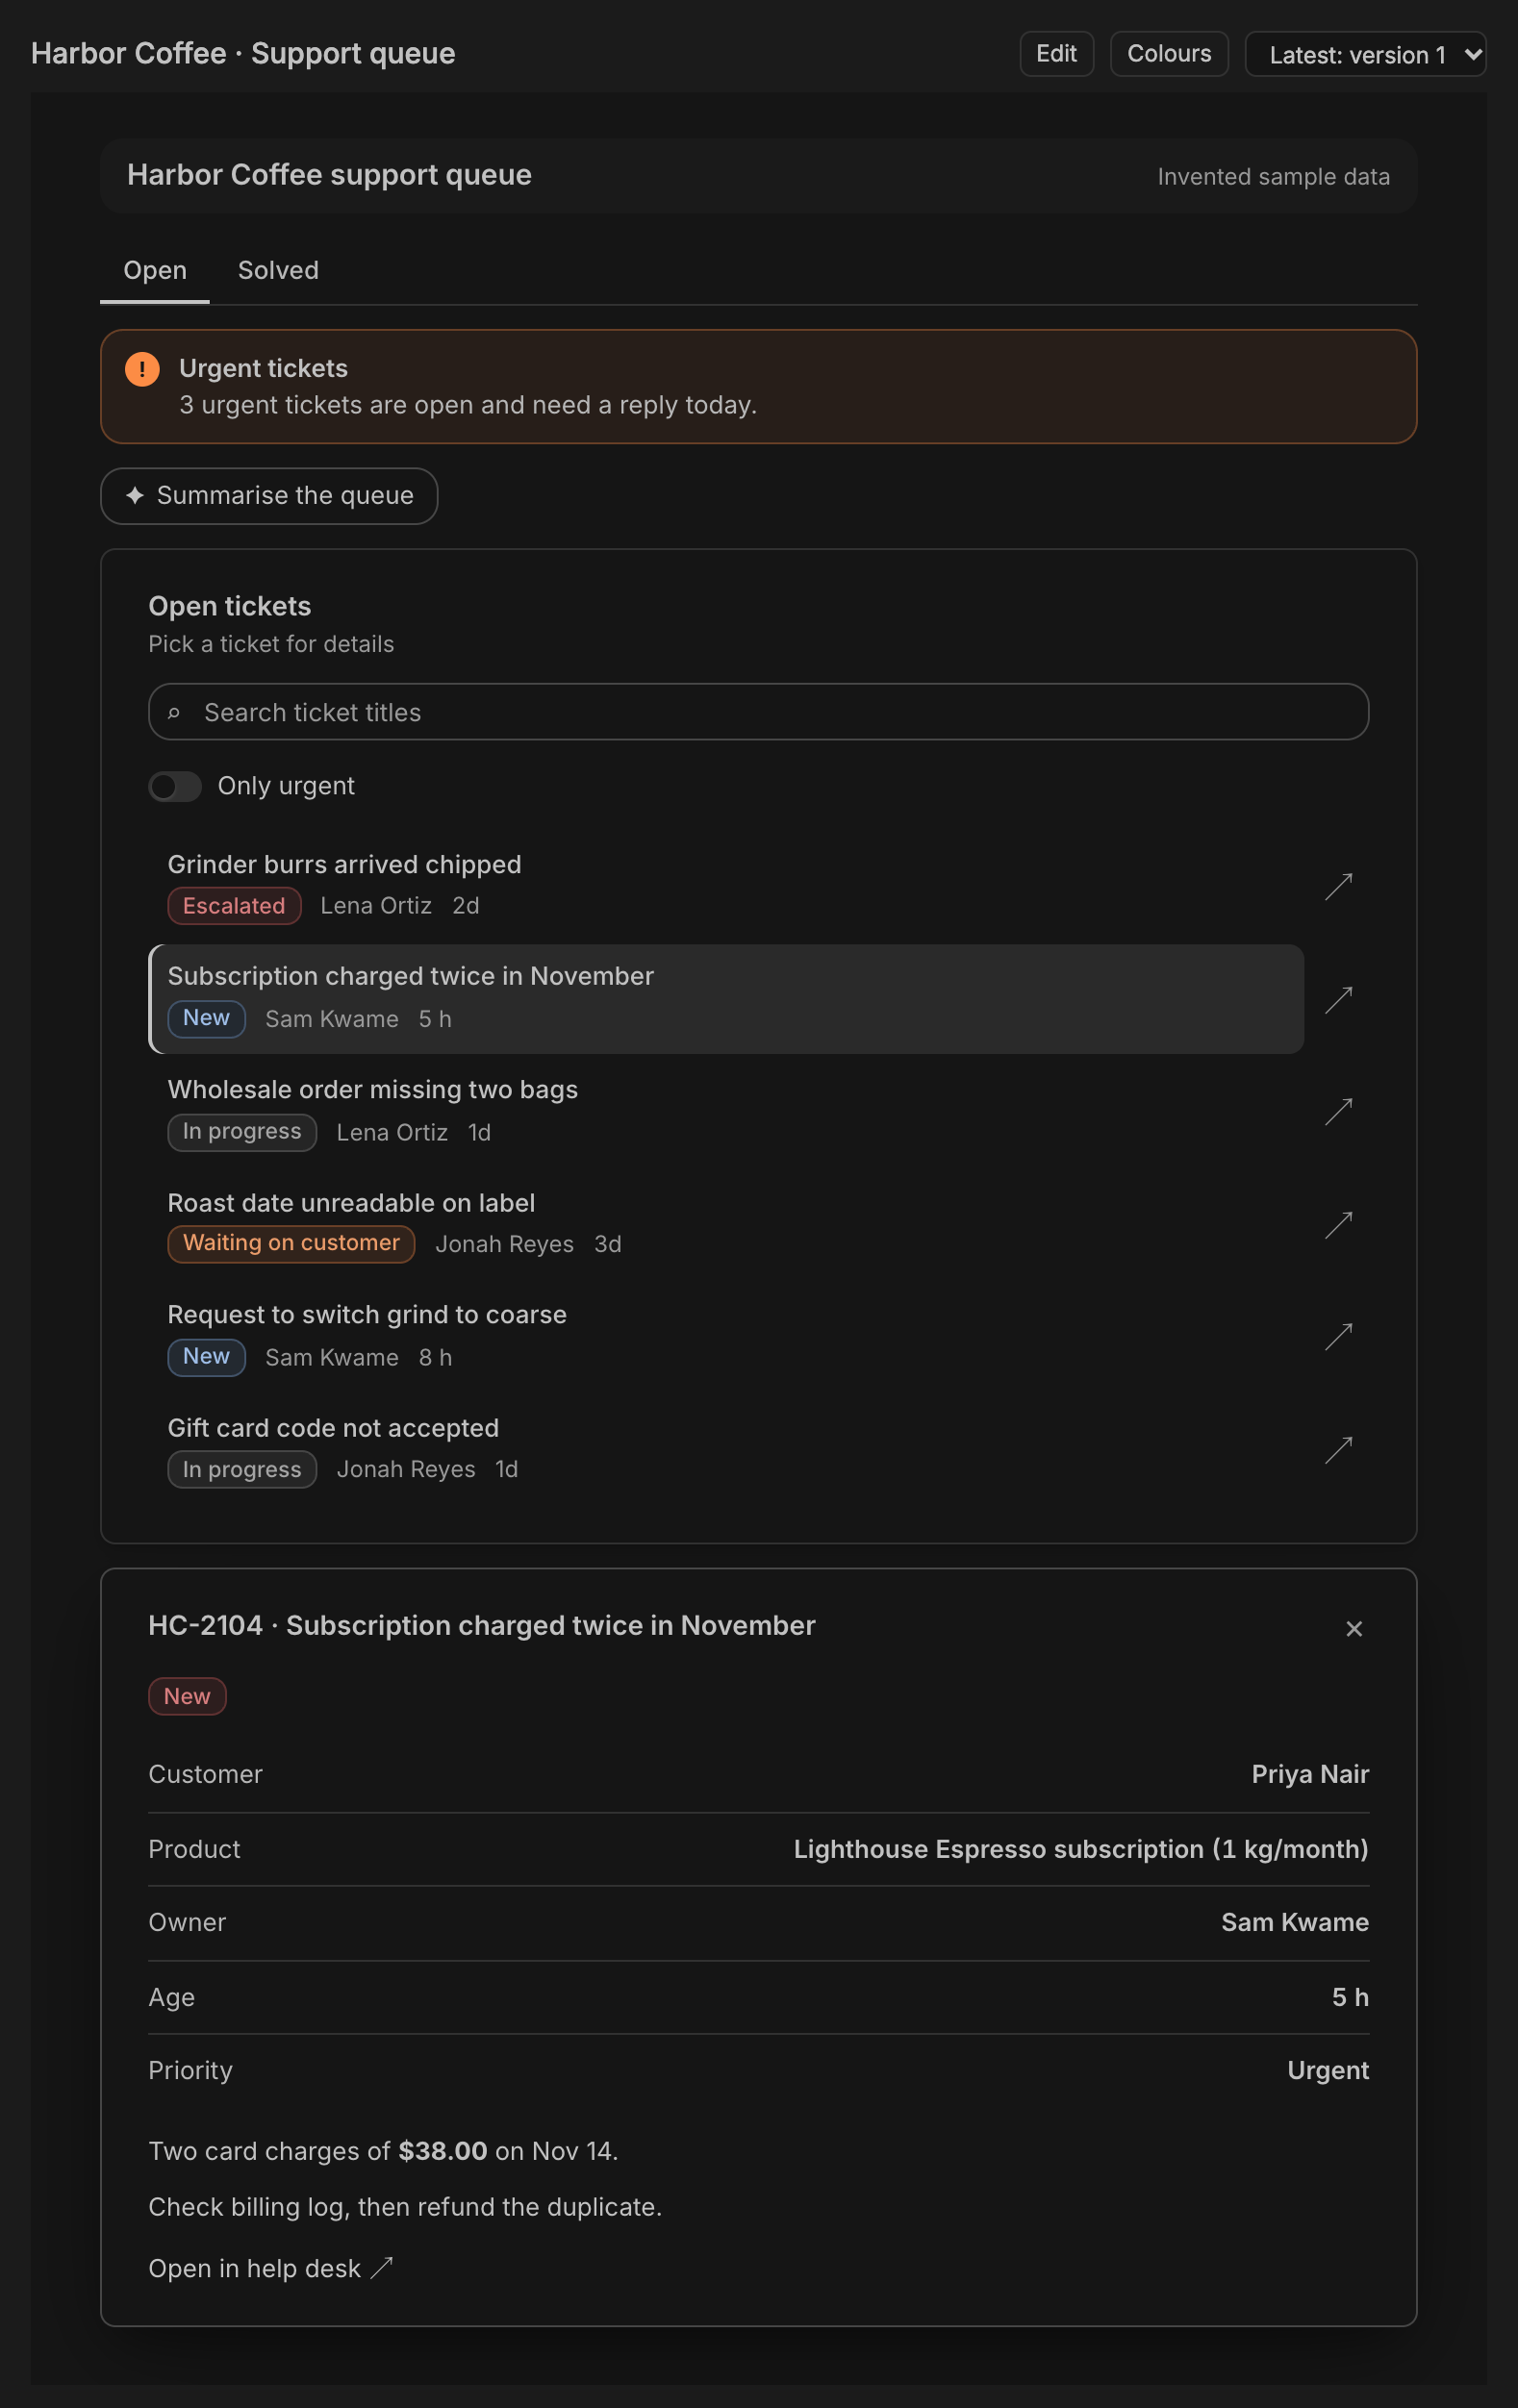 Harbor Coffee · Support queue
Edit
Colours
Latest: version 1
Harbor Coffee support queue
Invented sample data
Open
Solved
Urgent tickets
3 urgent tickets are open and need a reply today.
Summarise the queue
Open tickets
Pick a ticket for details
Search ticket titles
Only urgent
Grinder burrs arrived chipped
Escalated Lena Ortiz 2d
Subscription charged twice in November
New Sam Kwame 5 h
Wholesale order missing two bags
In progress Lena Ortiz 1d
Roast date unreadable on label
Waiting on customer Jonah Reyes 3d
Request to switch grind to coarse
New Sam Kwame 8 h
Gift card code not accepted
In progress Jonah Reyes 1d
HC-2104 · Subscription charged twice in November
New
Customer Priya Nair
Product Lighthouse Espresso subscription (1 kg/month)
Owner Sam Kwame
Age 5 h
Priority Urgent
Two card charges of $38.00 on Nov 14.
Check billing log, then refund the duplicate.
Open in help desk